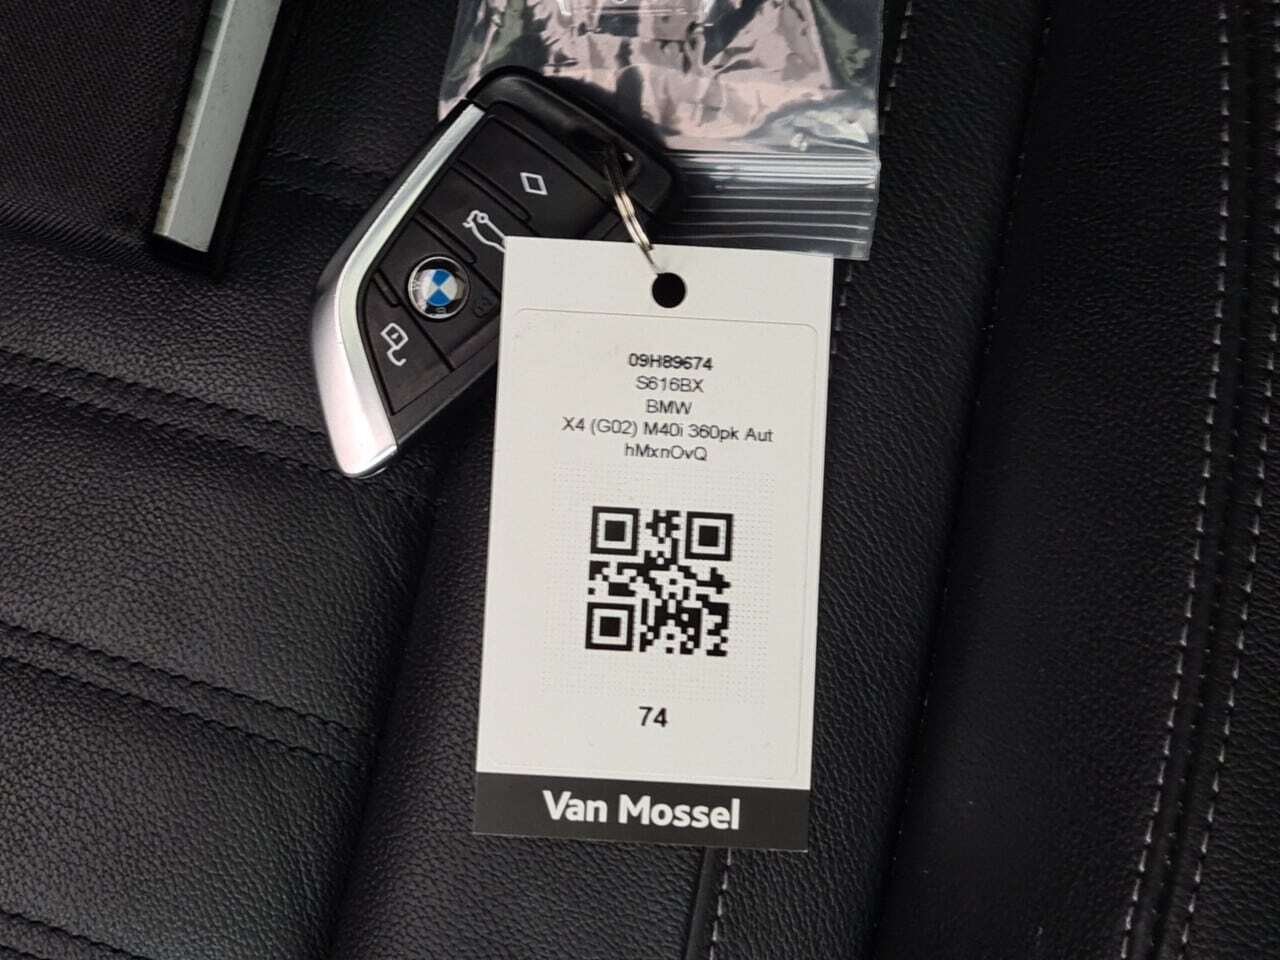 09H89674
S616BX
BMW
X4 (G02) M40i 360pk Aut
hMxnOvQ
74
Van Mossel